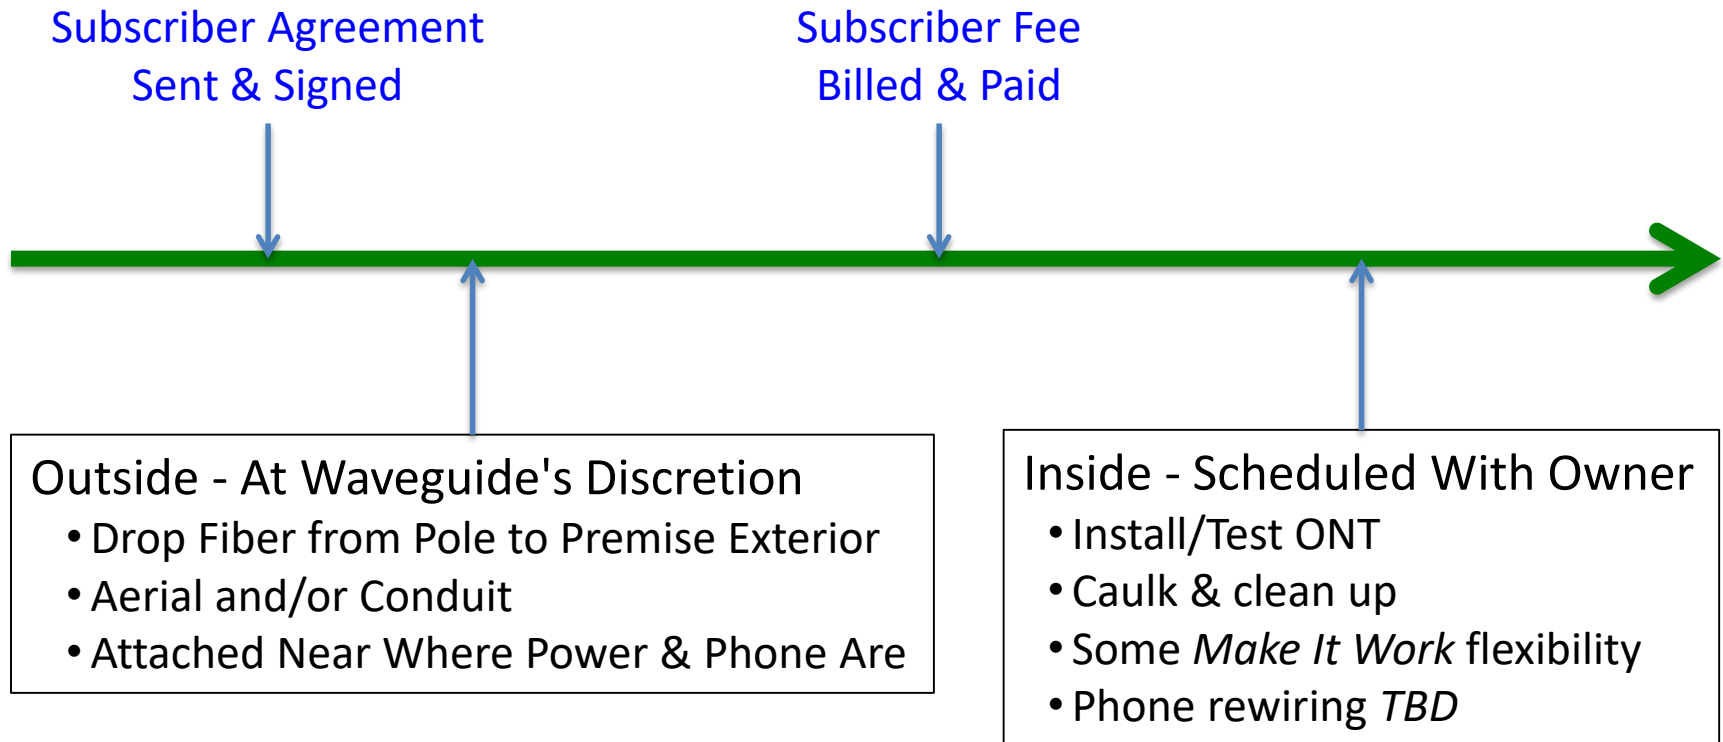 Subscriber Agreement
Sent & Signed
Subscriber Fee
Billed & Paid
Outside - At Waveguide's Discretion
• Drop Fiber from Pole to Premise Exterior
• Aerial and/or Conduit
• Attached Near Where Power & Phone Are
Inside - Scheduled With Owner
• Install/Test ONT
• Caulk & clean up
• Some Make It Work flexibility
• Phone rewiring TBD